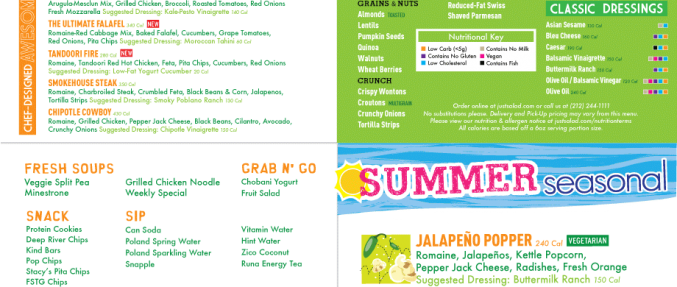 Arugula-Mesclun Mix, Grilled Chicken, Broccoli, Roasted Tomatoes, Red Onions
Fresh Mozzarella Suggested Dressing: Kale-Pesto Vinaigrette 140 Cal
THE ULTIMATE FALAFEL 340 Cal NEW
Romaine-Red Cabbage Mix, Baked Falafel, Cucumbers, Grape Tomatoes,
Red Onions, Pita Chips Suggested Dressing: Moroccan Tahini
TANDOORI FIRE NEW
Romaine, Tandoori Red Hot Chicken, Feta, Pita Chips, Cucumbers, Red Onions
Suggested Dressing: Low-Fat Yogurt Cucumber
SMOKEHOUSE STEAK
Romaine, Charbroiled Steak, Crumbled Feta, Black Beans & Corn, Jalapenos,
Tortilla Strips Suggested Dressing: Smoky Poblano Ranch
CHIPOTLE COWBOY
Romaine, Grilled Chicken, Pepper Jack Cheese, Black Beans, Cilantro, Avocado,
Crunchy Onions Suggested Dressing: Chipotle Vinaigrette
CHEF-DESIGNED
GRAINS & NUTS
Almonds TOASTED
Lentils
Pumpkin Seeds
Quinoa
Walnuts
Wheat Berries
CRUNCH
Crispy Wontons
Croutons MULTIGRAIN
Crunchy Onions
Tortilla Strips
Reduced-Fat Swiss
Shaved Parmesan
Nutritional Key
Low Carb (<5g)
Contains No Gluten
Low Cholesterol
Contains No Milk
Vegan
Contains Fish
CLASSIC DRESSINGS
Asian Sesame
Bleu Cheese
Caesar
Balsamic Vinaigrette
Buttermilk Ranch
Olive Oil / Balsamic Vinegar
Olive Oil
Order online at justsalad.com or call us at (212) 244-1111
No substitutions please. Delivery and Pick-Up pricing may vary from this menu.
Please view our nutrition & allergen notice at justsalad.com/nutritionterms
All calories are based off a 6oz serving portion size.
FRESH SOUPS
Veggie Split Pea
Minestrone
Grilled Chicken Noodle
Weekly Special
GRAB N' GO
Chobani Yogurt
Fruit Salad
SNACK
Protein Cookies
Deep River Chips
Kind Bars
Pop Chips
Stacy's Pita Chips
FSTG Chips
SIP
Can Soda
Poland Spring Water
Poland Sparkling Water
Snapple
Vitamin Water
Hint Water
Zico Coconut
Runa Energy Tea
SUMMER seasonal
JALAPEÑO POPPER 240 Cal VEGETARIAN
Romaine, Jalapeños, Kettle Popcorn,
Pepper Jack Cheese, Radishes, Fresh Orange
Suggested Dressing: Buttermilk Ranch 150 Cal